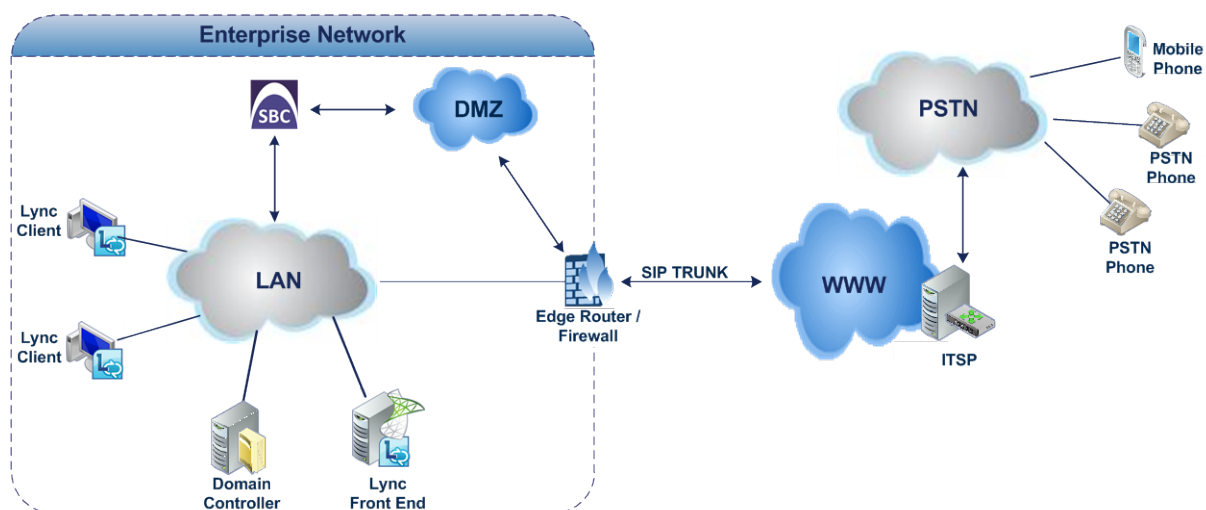 Enterprise Network
SBC
DMZ
Lync
Client
LAN
Lync
Client
Domain
Controller
Lync
Front End
Edge Router /
Firewall
SIP TRUNK
WWW
ITSP
PSTN
Mobile
Phone
PSTN
Phone
PSTN
Phone